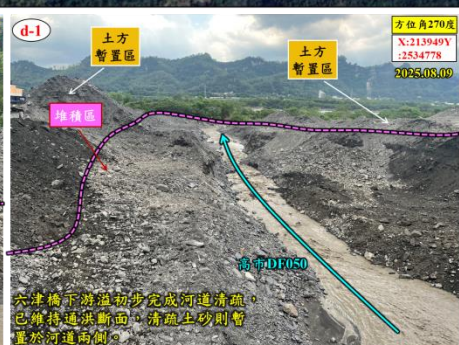 d-1
土方
暫置區
土方
暫置區
方位角270度
X:213949Y
:2534778
2025.08.09
堆積區
高市DF050
六津橋下游溢初步完成河道清疏，
已維持通洪斷面，清疏土砂則暫
置於河道兩側。